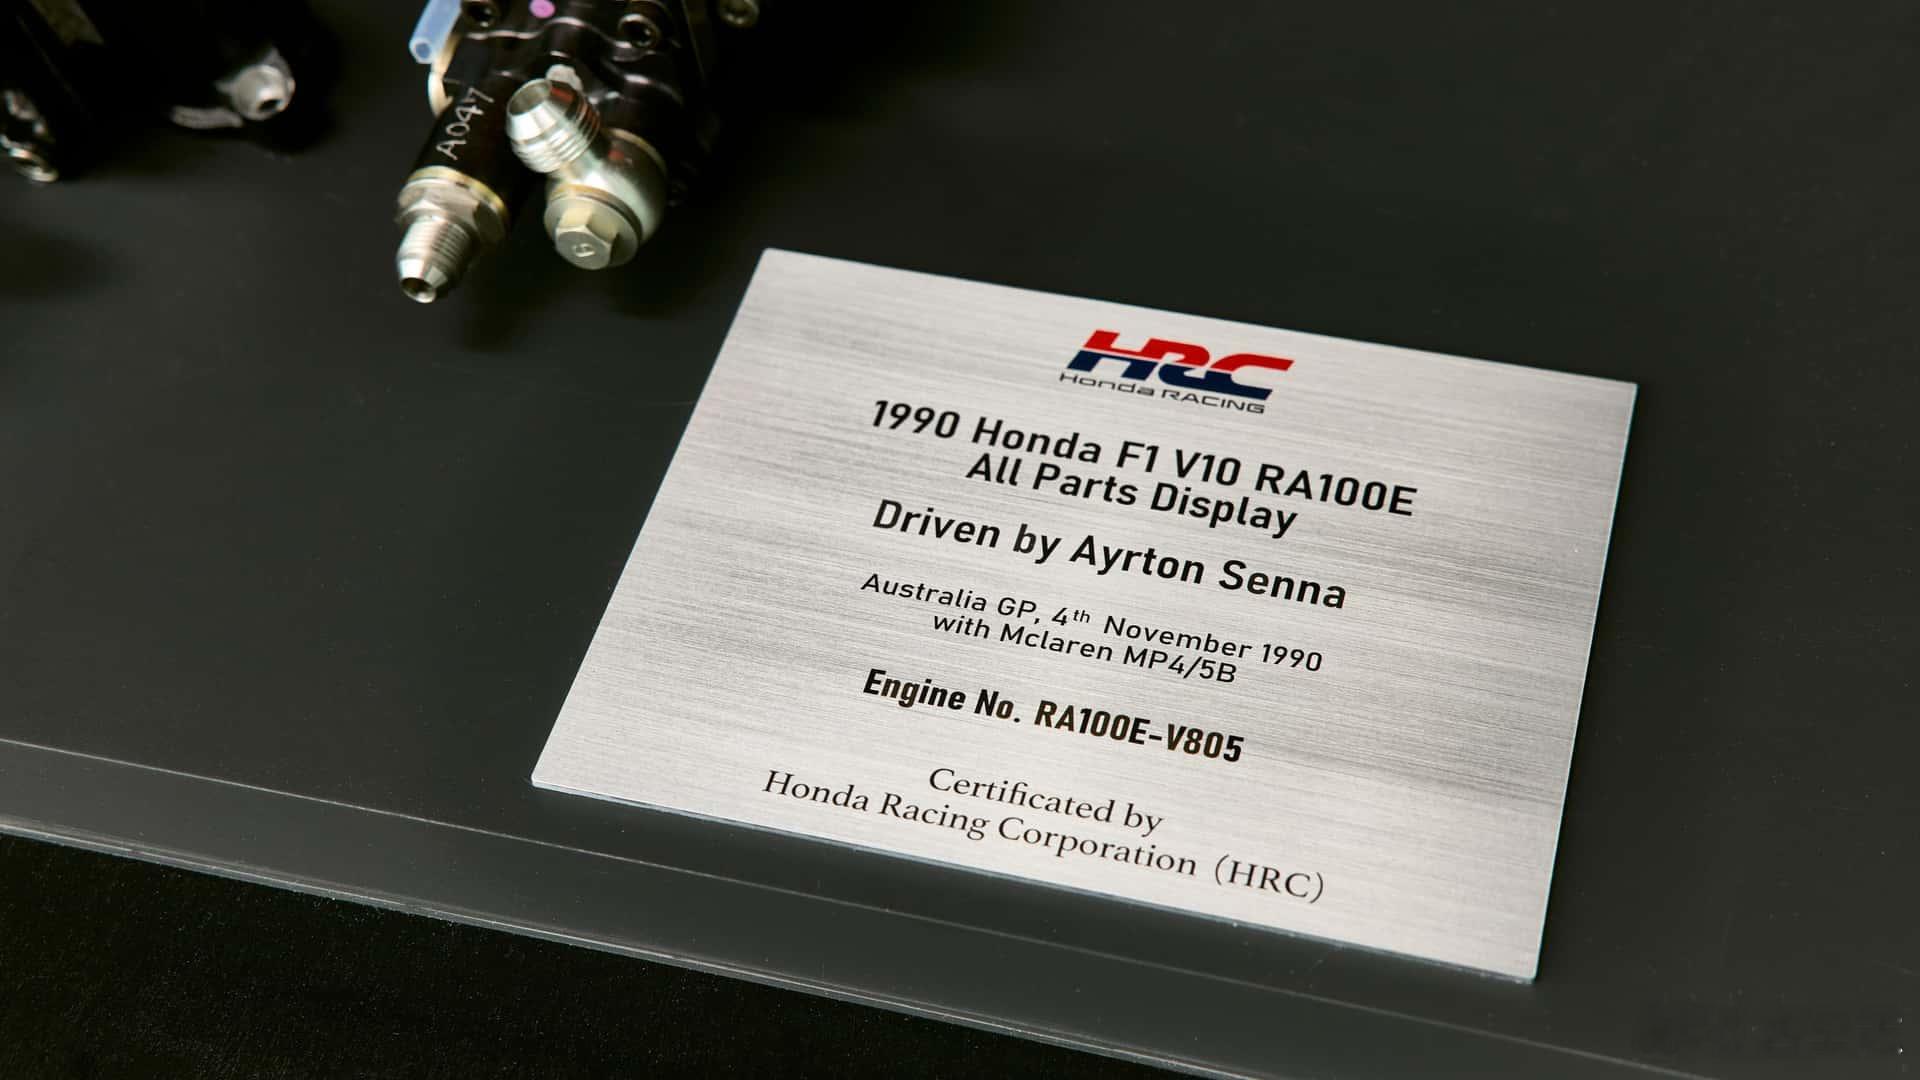 A047
6
HRC
Honda RACING
1990 Honda F1 V10 RA100E
All Parts Display
Driven by Ayrton Senna
Australia GP, 4th November 1990
with Mclaren MP4/5B
Engine No. RA100E-V805
Certificated by
Honda Racing Corporation (HRC)